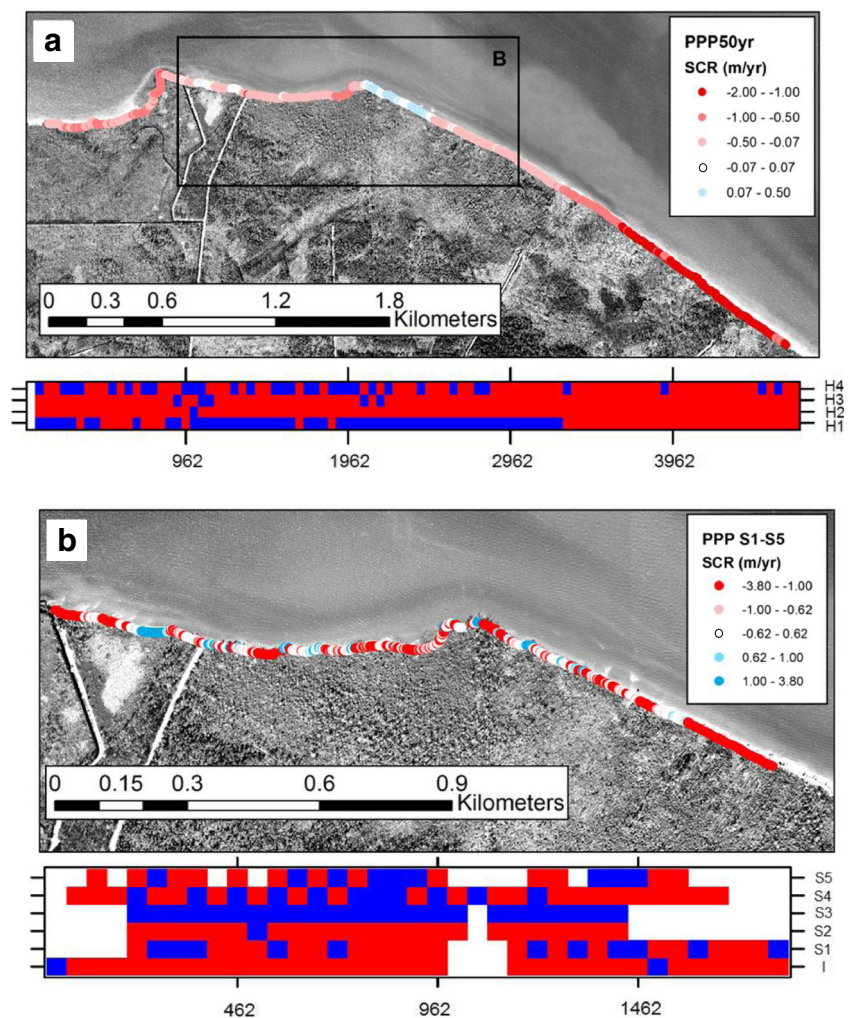 a
B
PPP50yr
SCR (m/yr)
-2.00 - -1.00
-1.00 - -0.50
-0.50 - -0.07
-0.07 - 0.07
0.07 - 0.50
0 0.3 0.6 1.2 1.8
Kilometers
H4
H3
H2
H1
962 1962 2962 3962
b
PPP S1-S5
SCR (m/yr)
-3.80 - -1.00
-1.00 - -0.62
-0.62 - 0.62
0.62 - 1.00
1.00 - 3.80
0 0.15 0.3 0.6 0.9
Kilometers
S5
S4
S3
S2
S1
I
462 962 1462